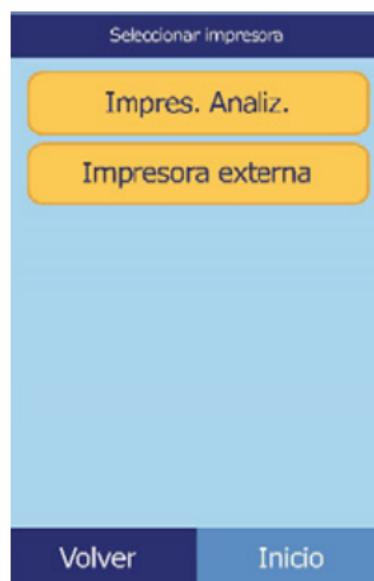 Seleccionar impresora
Impres. Analiz.
Impresora externa
Volver Inicio